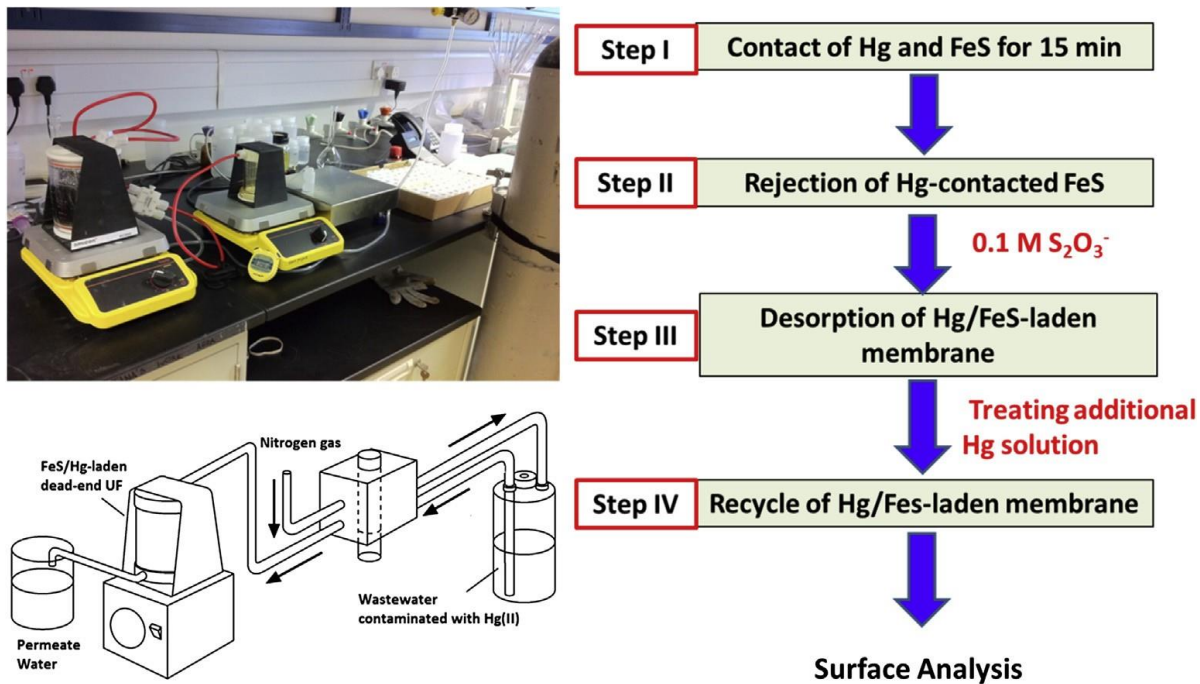 Step I
Contact of Hg and FeS for 15 min
Step II
Rejection of Hg-contacted FeS
0.1 M S₂O₃⁻
Step III
Desorption of Hg/FeS-laden
membrane
Treating additional
Hg solution
Step IV
Recycle of Hg/Fes-laden membrane
Surface Analysis
Nitrogen gas
FeS/Hg-laden
dead-end UF
Wastewater
contaminated with Hg(II)
Permeate
Water